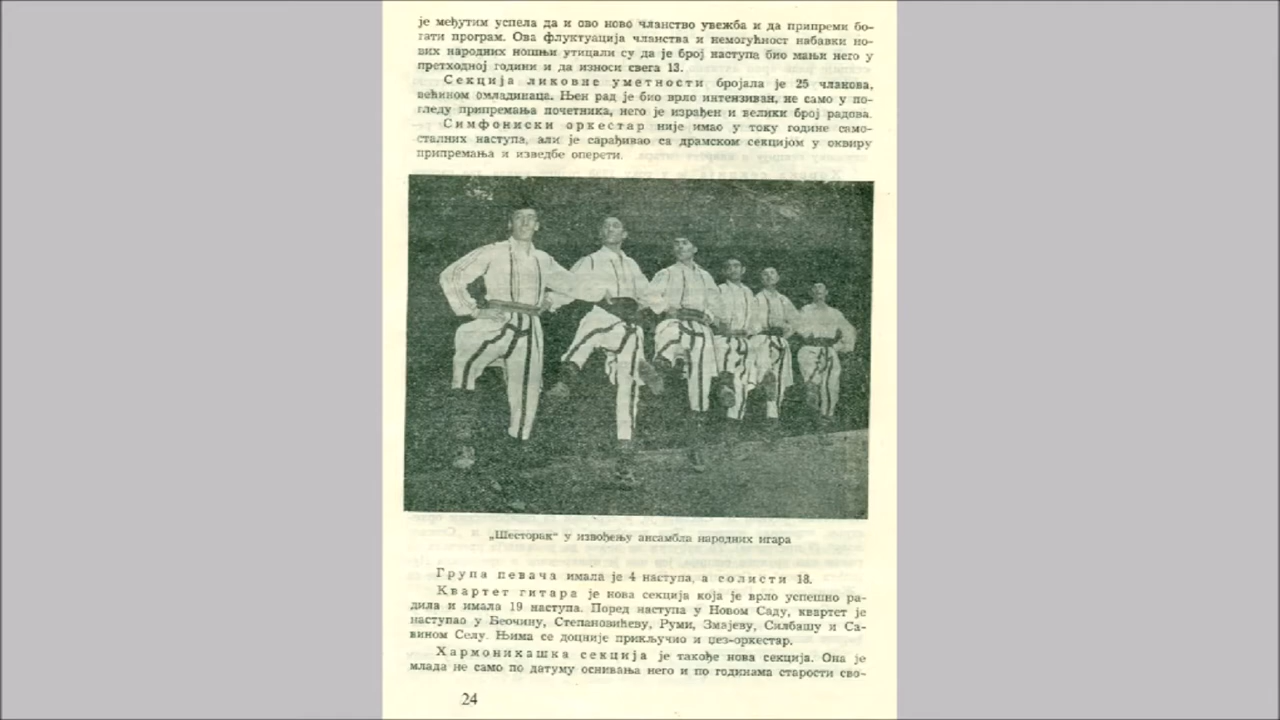 је међутим успела да и ово ново чланство увежба и да припреми бо-
гати програм. Ова флуктуација чланства и немогућност набавки но-
вих народних ношњи утицали су да је број наступа био мањи него у
претходној години и да износи свега 13.
Секција ликовне уметности бројала је 25 чланова,
већином омладинаца. Њен рад је био врло интензиван, не само у по-
гледу припремања почетника, него је израђен и велики број радова.
Симфониски оркестар није имао у току године само-
сталних наступа, али је сарађивао са драмском секцијом у оквиру
припремања и изведбе оперети.
„Шесторак“ у извођењу ансамбла народних игара
Група певача имала је 4 наступа, а солисти 18.
Квартет гитара је нова секција која је врло успешно ра-
дила и имала 19 наступа. Поред наступа у Новом Саду, квартет је
наступао у Беочину, Степановићеву, Руми, Змајеву, Силбашу и Са-
вином Селу. Њима се доцније прикључио и џез-оркестар.
Хармоникашка секција је такође нова секција. Она је
млада не само по датуму оснивања него и по годинама старости сво-
24